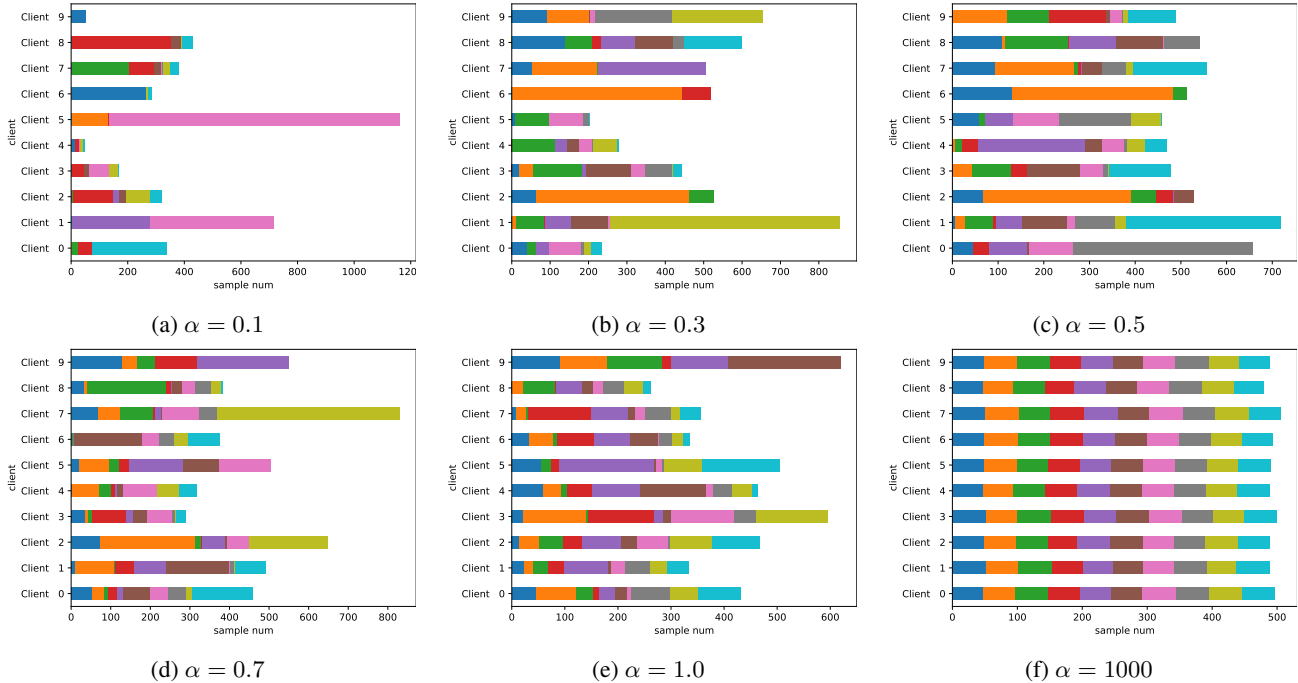 Client 9
Client 8
Client 7
Client 6
Client 5
Client 4
Client 3
Client 2
Client 1
Client 0
client
0 200 400 600 800 1000 1200
sample num
(a) α = 0.1
Client 9
Client 8
Client 7
Client 6
Client 5
Client 4
Client 3
Client 2
Client 1
Client 0
client
0 100 200 300 400 500 600 700 800
sample num
(b) α = 0.3
Client 9
Client 8
Client 7
Client 6
Client 5
Client 4
Client 3
Client 2
Client 1
Client 0
client
0 100 200 300 400 500 600 700
sample num
(c) α = 0.5
Client 9
Client 8
Client 7
Client 6
Client 5
Client 4
Client 3
Client 2
Client 1
Client 0
client
0 100 200 300 400 500 600 700 800
sample num
(d) α = 0.7
Client 9
Client 8
Client 7
Client 6
Client 5
Client 4
Client 3
Client 2
Client 1
Client 0
client
0 100 200 300 400 500 600
sample num
(e) α = 1.0
Client 9
Client 8
Client 7
Client 6
Client 5
Client 4
Client 3
Client 2
Client 1
Client 0
client
0 100 200 300 400 500
sample num
(f) α = 1000